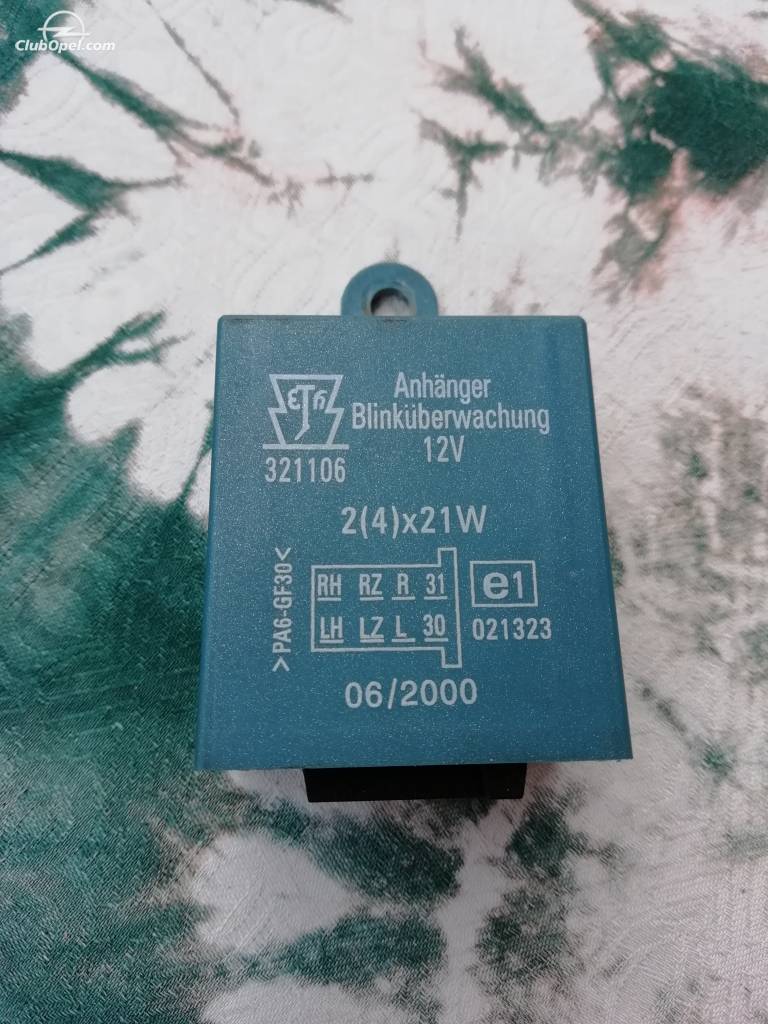 ClubOpel.com
ETh
321106
Anhänger
Blinküberwachung
12V
2(4)x21W
>PA6-GF30<
RH RZ R 31
LH LZ L 30
e1
021323
06/2000